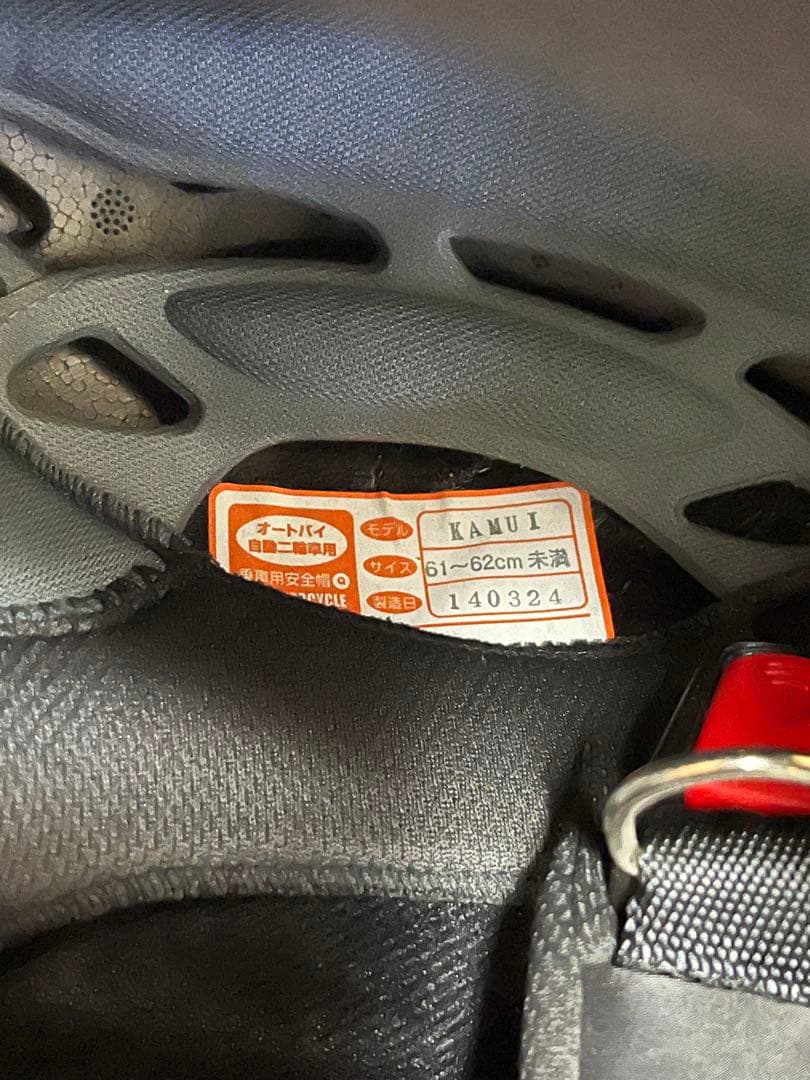 オートバイ
自動二輪車用
乗車用安全帽
モデル KAMUI
サイズ 61～62cm 未満
製造日 140324